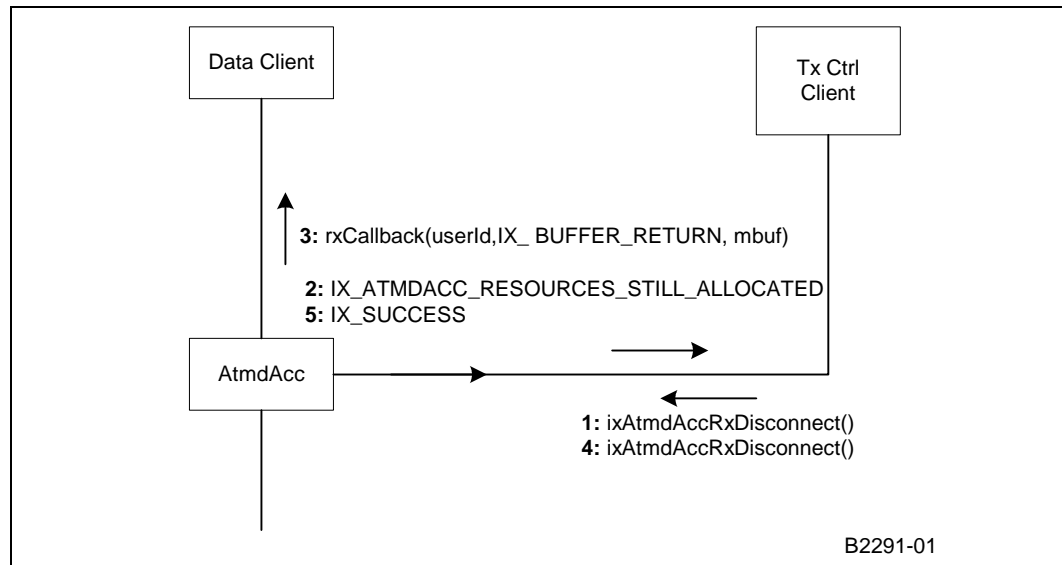 Data Client
Tx Ctrl
Client
3: rxCallback(userId,IX_ BUFFER_RETURN, mbuf)
2: IX_ATMDACC_RESOURCES_STILL_ALLOCATED
5: IX_SUCCESS
AtmdAcc
1: ixAtmdAccRxDisconnect()
4: ixAtmdAccRxDisconnect()
B2291-01